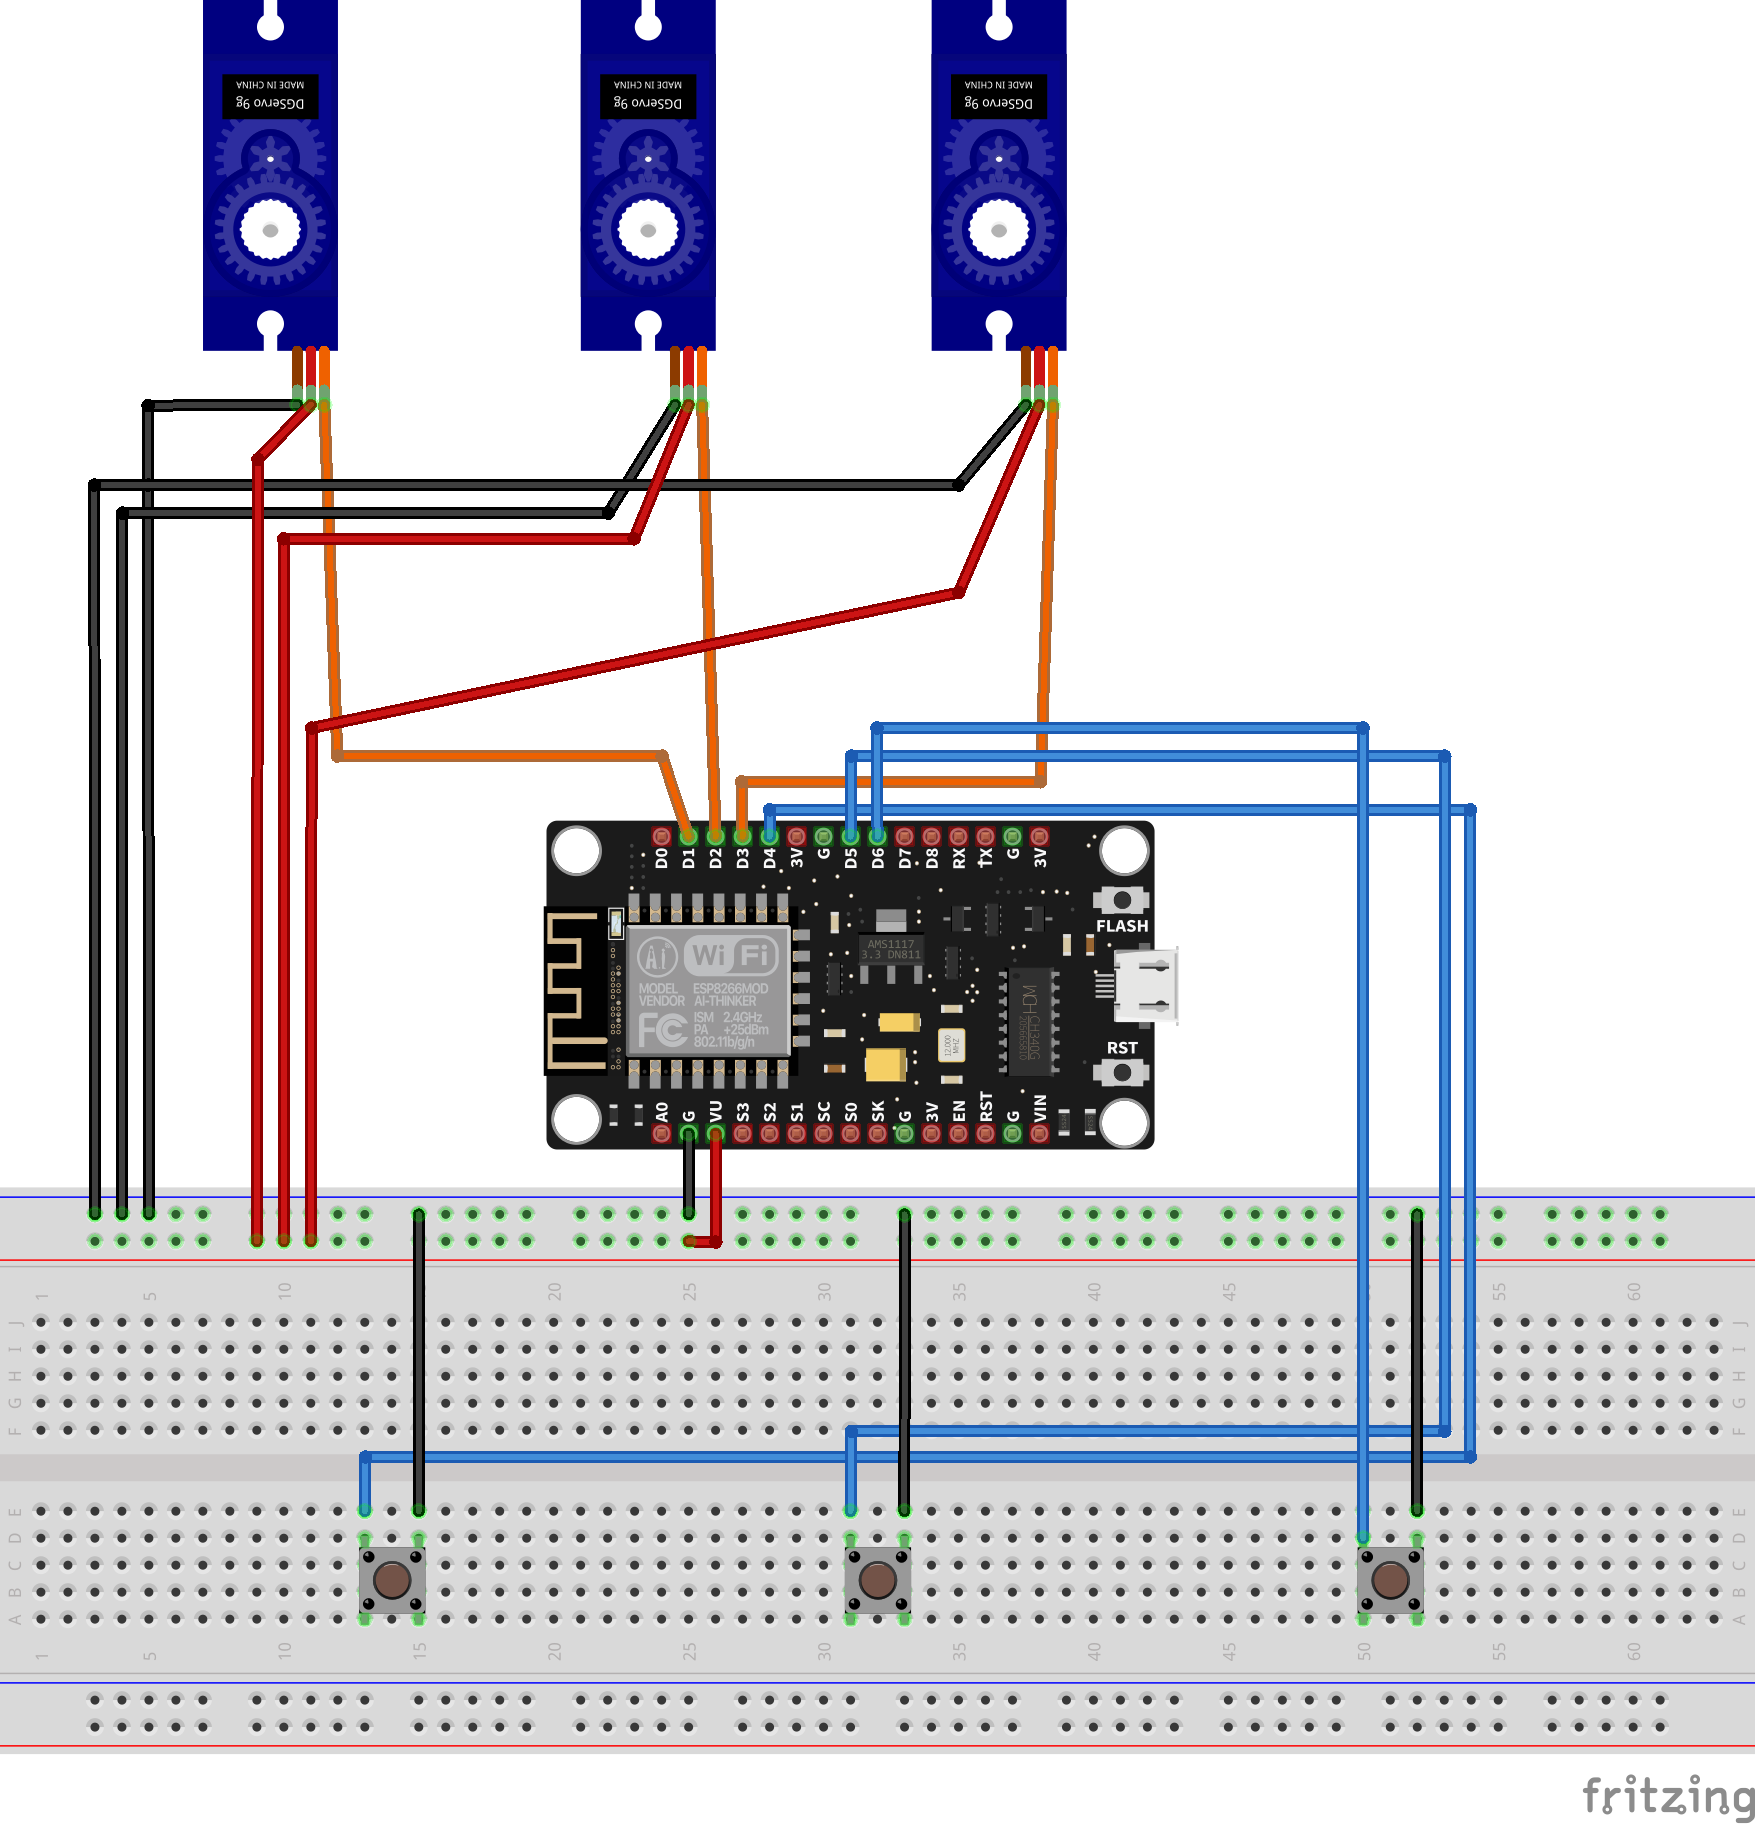 MADE IN CHINA
DGServo 9g
MADE IN CHINA
DGServo 9g
MADE IN CHINA
DGServo 9g
D0 D1 D2 D3 D4 3V G D5 D6 D7 D8 RX TX G 3V
FLASH
AMS1117
3.3 DN811
Ai Wi Fi
MODEL ESP8266MOD
VENDOR AI-THINKER
ISM 2.4GHz
PA +25dBm
802.11b/g/n
FC
12.000
MHZ
CH340G
RST
A0 G VU S3 S2 S1 SC S0 SK G 3V EN RST G VIN
1 5 10 20 25 30 35 40 45 55 60
J J
I I
H H
G G
F F
E E
D D
C C
B B
A A
1 5 10 15 20 25 30 35 40 45 50 55 60
fritzing